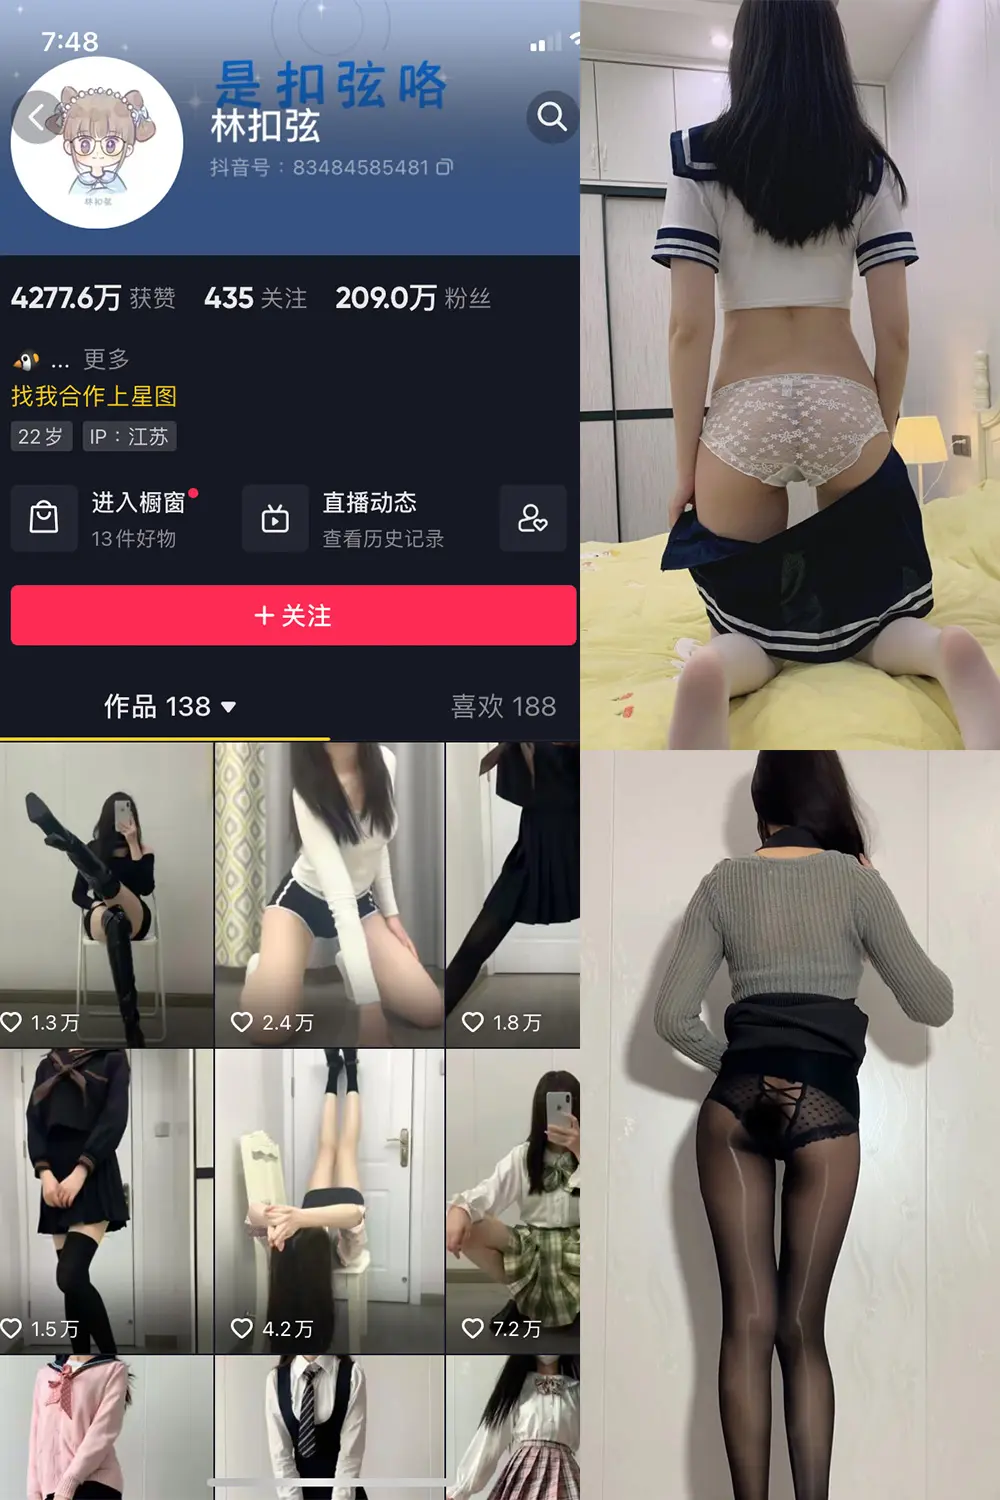 7:48
是扣弦咯
林扣弦
抖音号：83484585481
林扣弦
4277.6万 获赞 435 关注 209.0万 粉丝
... 更多
找我合作上星图
22岁 IP：江苏
进入橱窗 直播动态
13件好物 查看历史记录
+ 关注
作品 138 喜欢 188
1.3万 2.4万 1.8万
1.5万 4.2万 7.2万